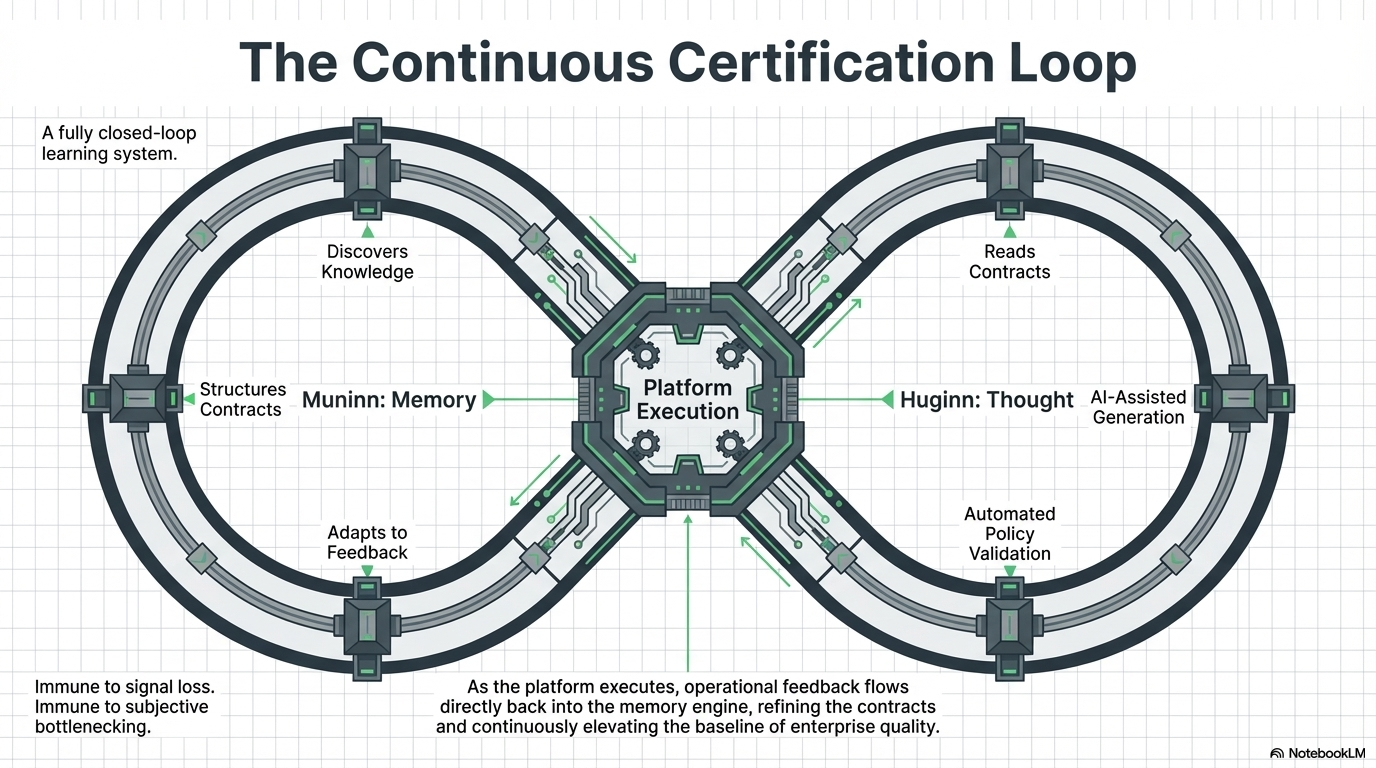 The Continuous Certification Loop
A fully closed-loop
learning system.
Discovers
Knowledge
Reads
Contracts
Structures
Contracts
Muninn: Memory
Platform
Execution
Huginn: Thought
AI-Assisted
Generation
Adapts to
Feedback
Automated
Policy
Validation
Immune to signal loss.
Immune to subjective
bottlenecking.
As the platform executes, operational feedback flows
directly back into the memory engine, refining the contracts
and continuously elevating the baseline of enterprise quality.
NotebookLM